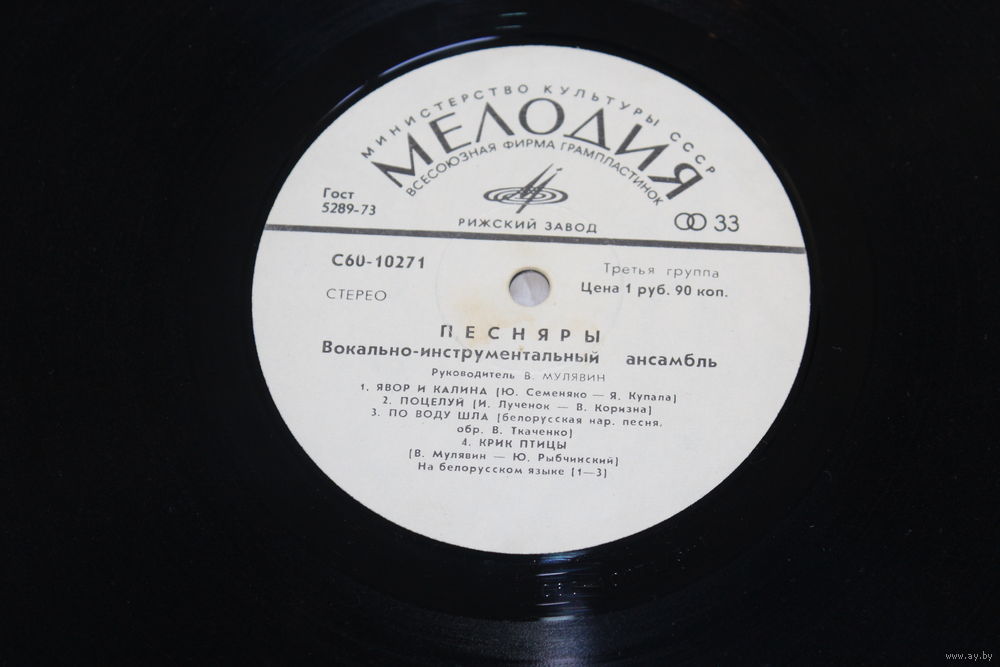 МИНИСТЕРСТВО КУЛЬТУРЫ СССР
МЕЛОДИЯ
ВСЕСОЮЗНАЯ ФИРМА ГРАМПЛАСТИНОК
Гост
5289-73
РИЖСКИЙ ЗАВОД
33
С60-10271
Третья группа
СТЕРЕО
Цена 1 руб. 90 коп.
ПЕСНЯРЫ
Вокально-инструментальный ансамбль
Руководитель В. МУЛЯВИН
1. ЯВОР И КАЛИНА [Ю. Семеняко — Я. Купала]
2. ПОЦЕЛУЙ [И. Лученок — В. Коризна]
3. ПО ВОДУ ШЛА [белорусская нар. песня,
обр. В. Ткаченко]
4. КРИК ПТИЦЫ
[В. Мулявин — Ю. Рыбчинский]
На белорусском языке [1—3]
www.ay.by